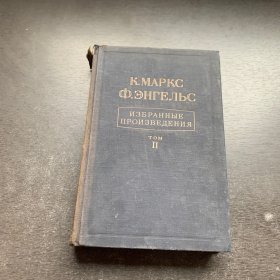 К. МАРКС
Ф. ЭНГЕЛЬС
ИЗБРАННЫЕ
ПРОИЗВЕДЕНИЯ
ТОМ
II